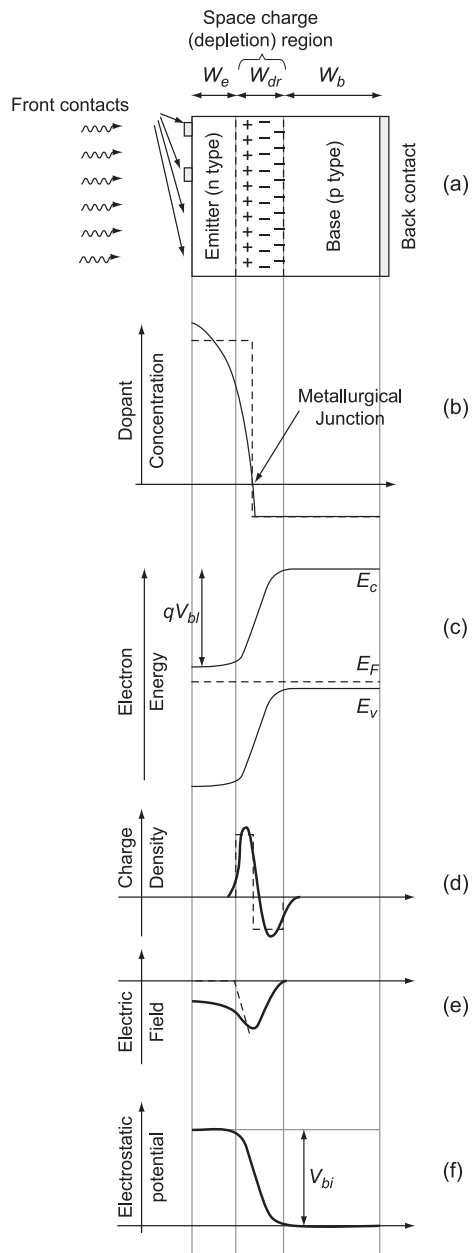 Space charge
(depletion) region
W_e W_dr W_b
Front contacts
Emitter (n type)
+ −
+ −
+ −
+ −
+ −
+ −
+ −
+ −
Base (p type)
Back contact
(a)
Dopant
Concentration
Metallurgical
Junction
(b)
Electron
Energy
qV_bl
E_c
E_F
E_v
(c)
Charge
Density
(d)
Electric
Field
(e)
Electrostatic
potential
V_bi
(f)